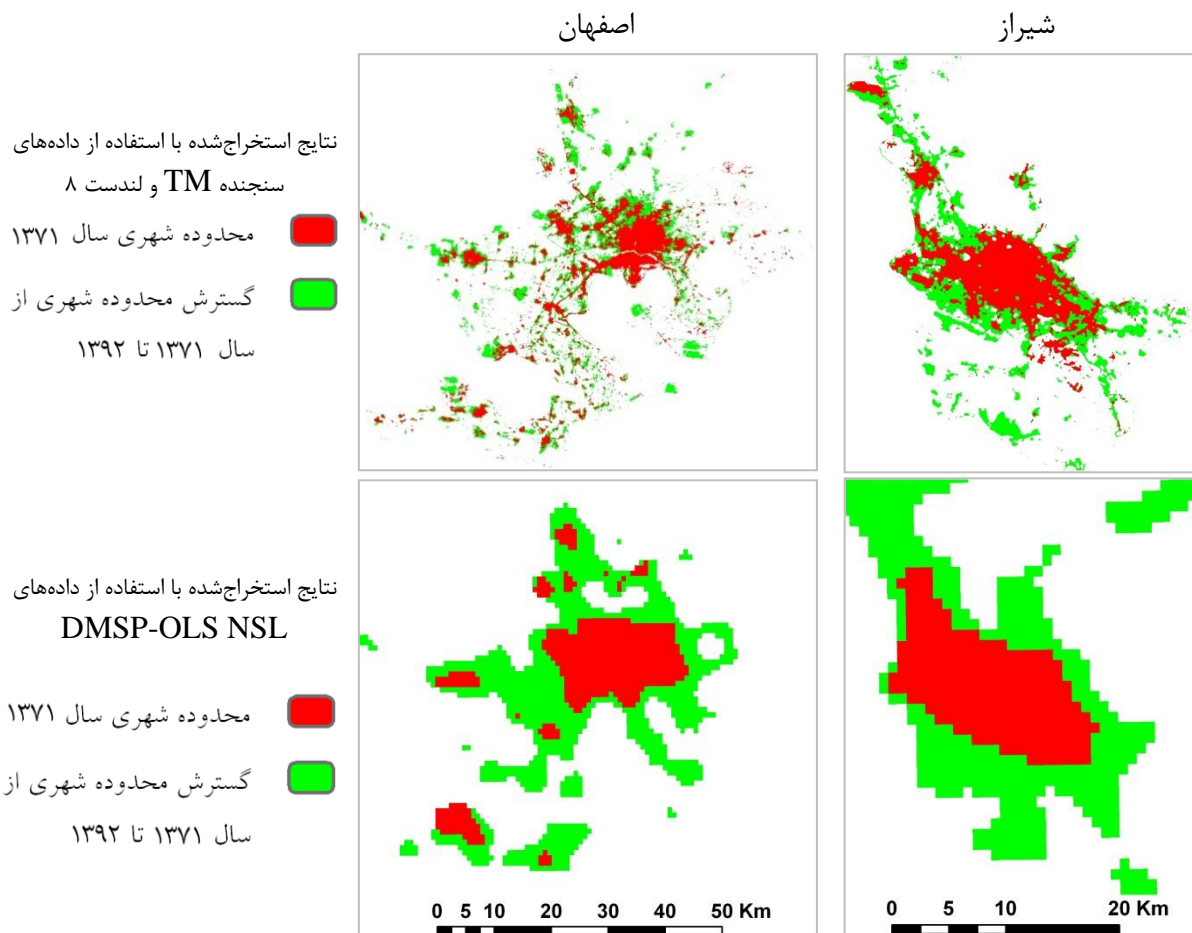 اصفهان
شیراز
نتایج استخراج‌شده با استفاده از داده‌های
سنجنده TM و لندست ۸
محدوده شهری سال ۱۳۷۱
گسترش محدوده شهری از
سال ۱۳۷۱ تا ۱۳۹۲
نتایج استخراج‌شده با استفاده از داده‌های
DMSP-OLS NSL
محدوده شهری سال ۱۳۷۱
گسترش محدوده شهری از
سال ۱۳۷۱ تا ۱۳۹۲
0 5 10 20 30 40 50 Km
0 5 10 20 Km